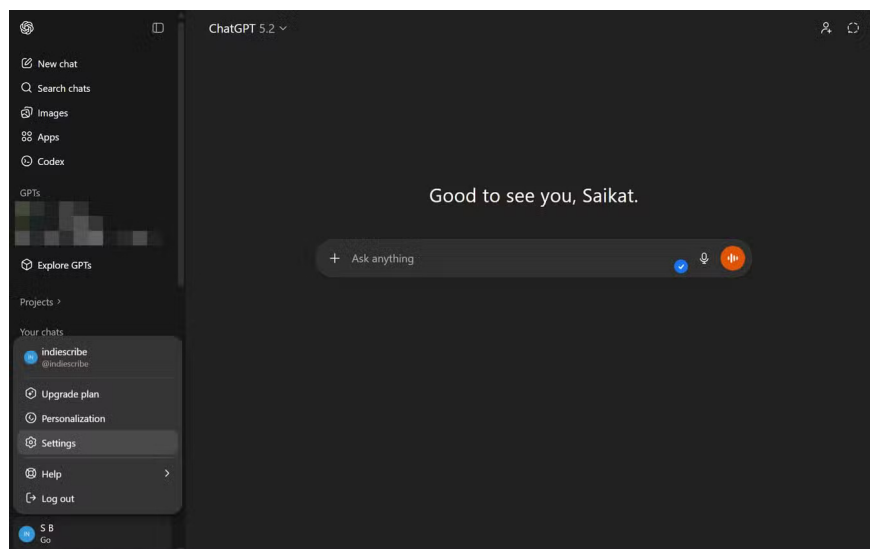 ChatGPT 5.2
New chat
Search chats
Images
Apps
Codex
GPTs
Explore GPTs
Projects
Your chats
indiescribe
@indiescribe
Upgrade plan
Personalization
Settings
Help
Log out
S B
Go
Good to see you, Saikat.
Ask anything